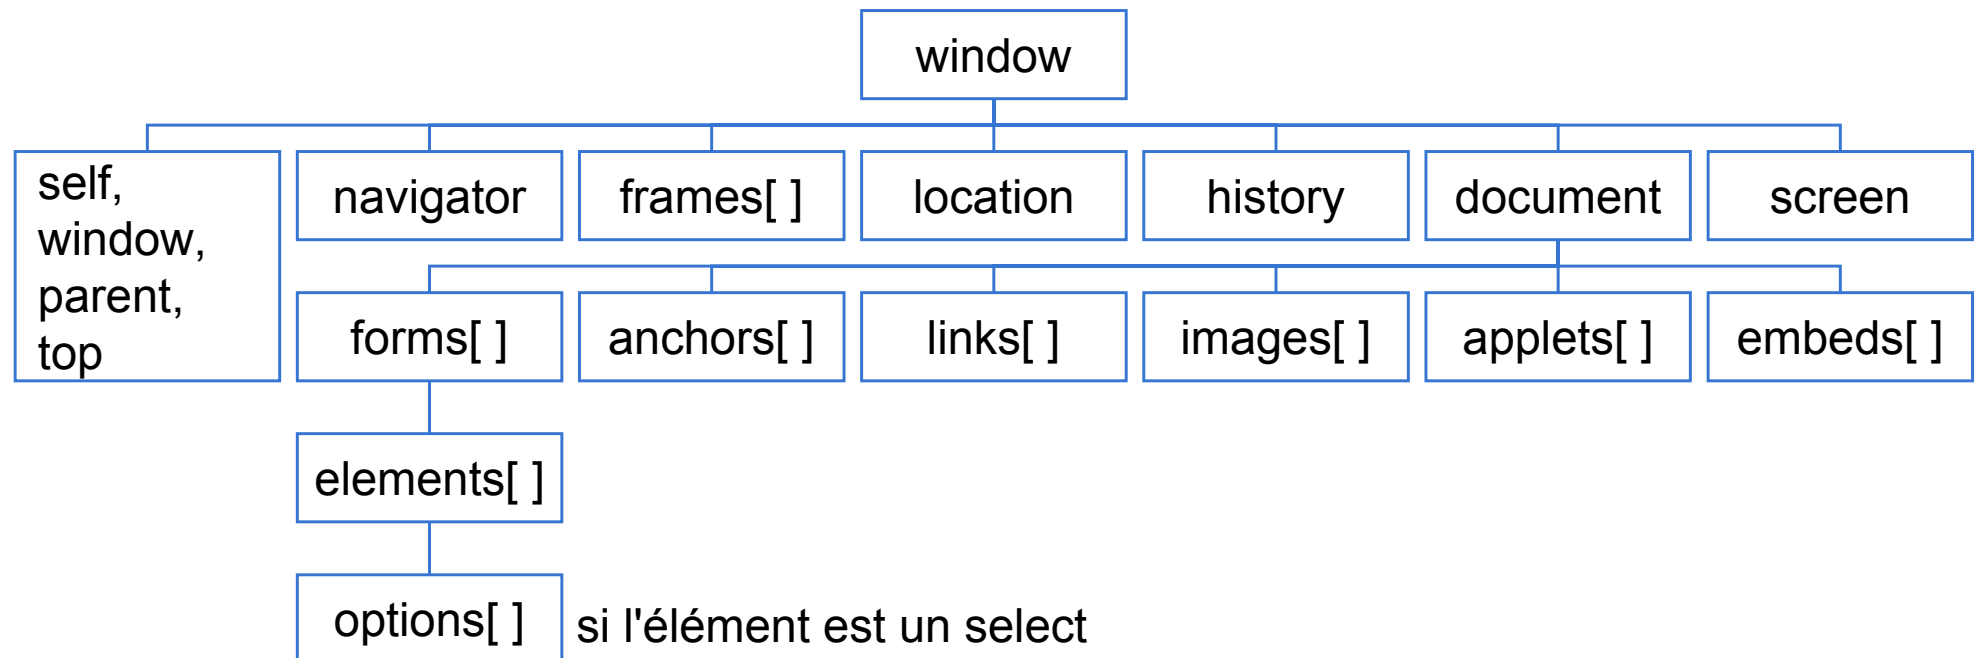 window
self,
window,
parent,
top
navigator
frames[ ]
location
history
document
screen
forms[ ]
anchors[ ]
links[ ]
images[ ]
applets[ ]
embeds[ ]
elements[ ]
options[ ]
si l'élément est un select